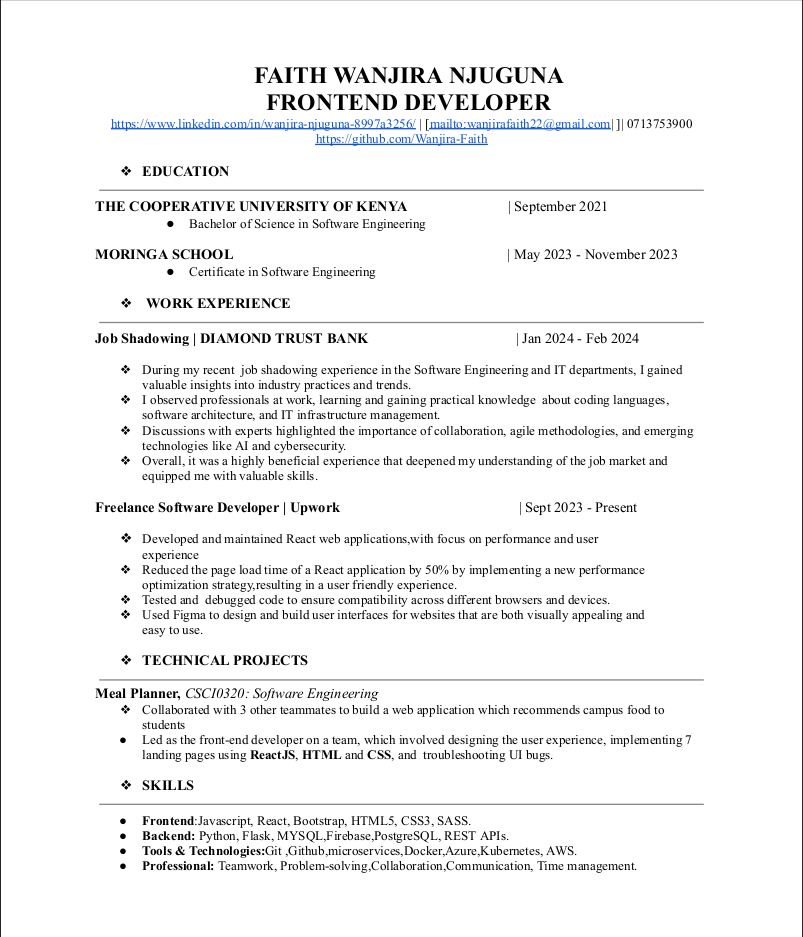 FAITH WANJIRA NJUGUNA
FRONTEND DEVELOPER
https://www.linkedin.com/in/wanjira-njuguna-8997a3256/ | [mailto:wanjirafaith22@gmail.com| ]| 0713753900
https://github.com/Wanjira-Faith
❖ EDUCATION
THE COOPERATIVE UNIVERSITY OF KENYA | September 2021
● Bachelor of Science in Software Engineering
MORINGA SCHOOL | May 2023 - November 2023
● Certificate in Software Engineering
❖ WORK EXPERIENCE
Job Shadowing | DIAMOND TRUST BANK | Jan 2024 - Feb 2024
❖ During my recent job shadowing experience in the Software Engineering and IT departments, I gained
valuable insights into industry practices and trends.
❖ I observed professionals at work, learning and gaining practical knowledge about coding languages,
software architecture, and IT infrastructure management.
❖ Discussions with experts highlighted the importance of collaboration, agile methodologies, and emerging
technologies like AI and cybersecurity.
❖ Overall, it was a highly beneficial experience that deepened my understanding of the job market and
equipped me with valuable skills.
Freelance Software Developer | Upwork | Sept 2023 - Present
❖ Developed and maintained React web applications,with focus on performance and user
experience
❖ Reduced the page load time of a React application by 50% by implementing a new performance
optimization strategy,resulting in a user friendly experience.
❖ Tested and debugged code to ensure compatibility across different browsers and devices.
❖ Used Figma to design and build user interfaces for websites that are both visually appealing and
easy to use.
❖ TECHNICAL PROJECTS
Meal Planner, CSCI0320: Software Engineering
❖ Collaborated with 3 other teammates to build a web application which recommends campus food to
students
● Led as the front-end developer on a team, which involved designing the user experience, implementing 7
landing pages using ReactJS, HTML and CSS, and troubleshooting UI bugs.
❖ SKILLS
● Frontend:Javascript, React, Bootstrap, HTML5, CSS3, SASS.
● Backend: Python, Flask, MYSQL,Firebase,PostgreSQL, REST APIs.
● Tools & Technologies:Git ,Github,microservices,Docker,Azure,Kubernetes, AWS.
● Professional: Teamwork, Problem-solving,Collaboration,Communication, Time management.